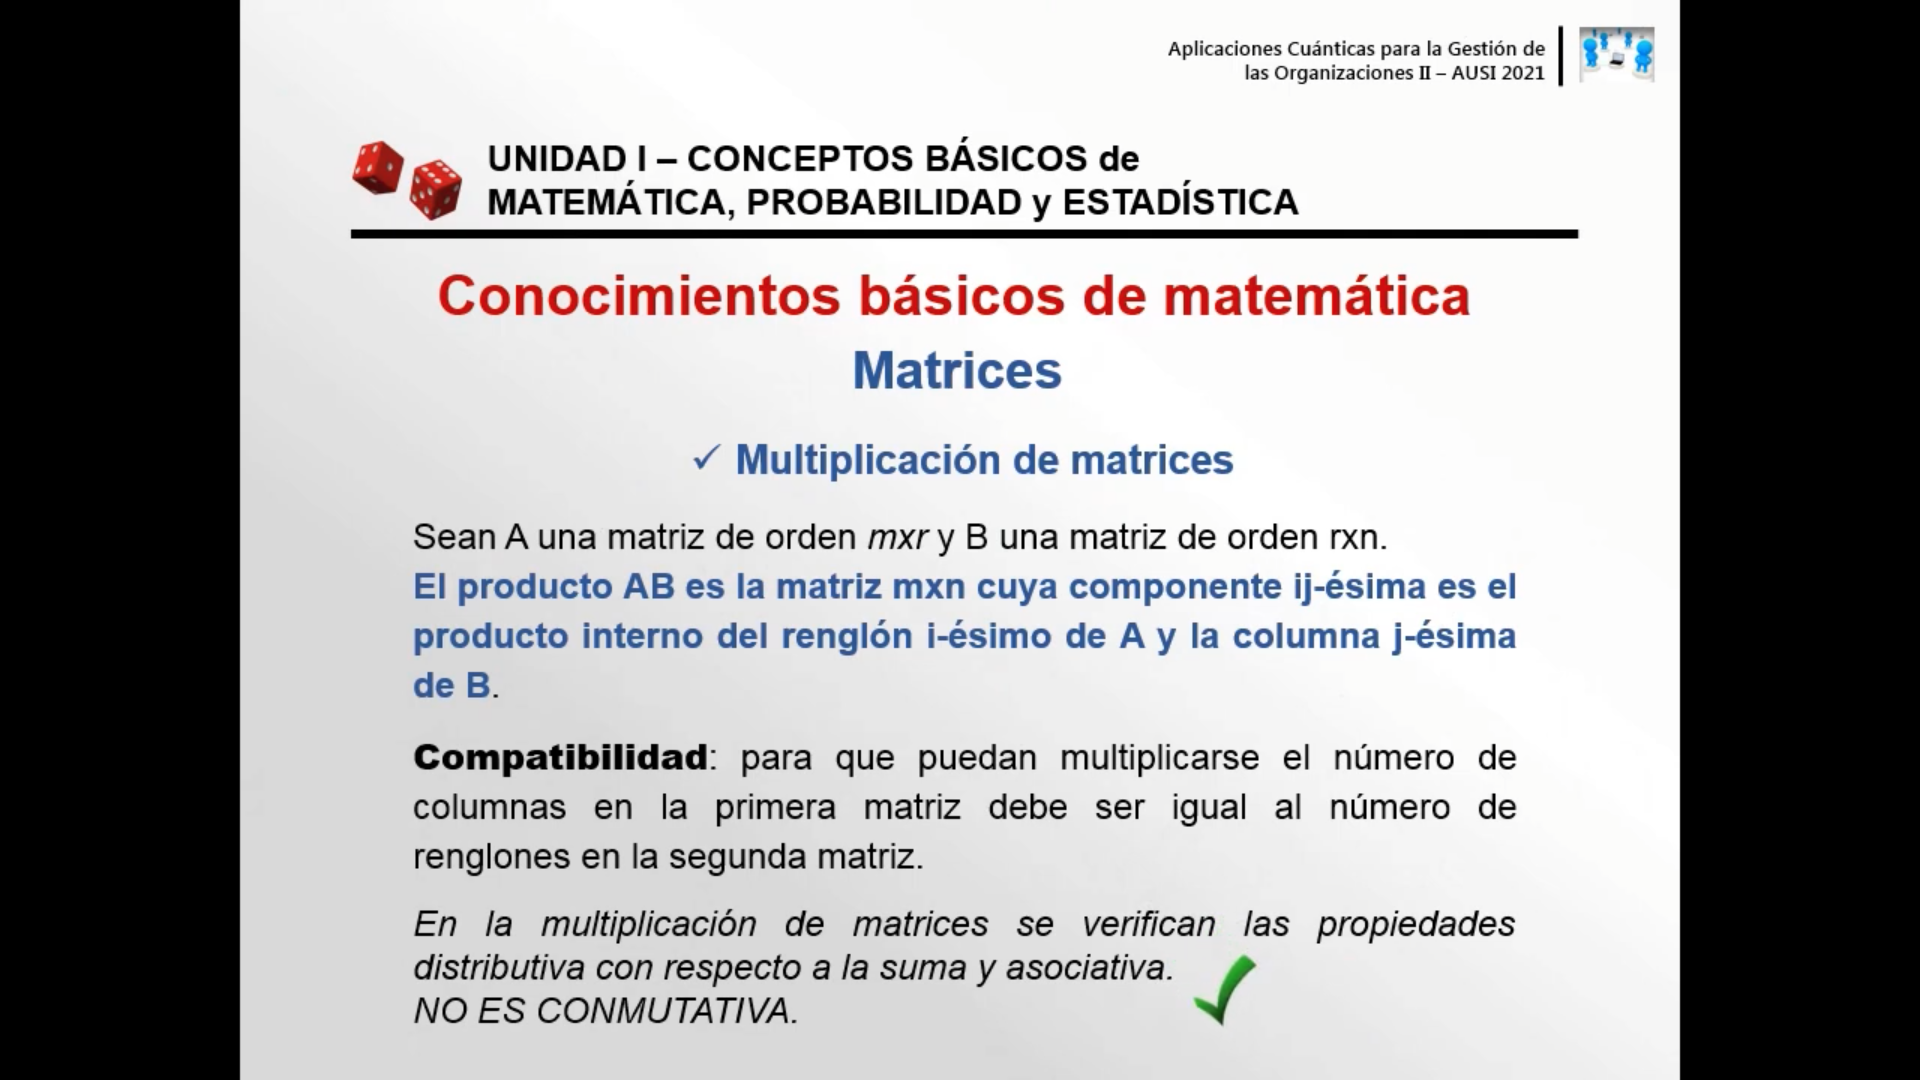 Aplicaciones Cuánticas para la Gestión de
las Organizaciones II – AUSI 2021
UNIDAD I – CONCEPTOS BÁSICOS de
MATEMÁTICA, PROBABILIDAD y ESTADÍSTICA
Conocimientos básicos de matemática
Matrices
✓ Multiplicación de matrices
Sean A una matriz de orden mxr y B una matriz de orden rxn.
El producto AB es la matriz mxn cuya componente ij-ésima es el
producto interno del renglón i-ésimo de A y la columna j-ésima
de B.
Compatibilidad: para que puedan multiplicarse el número de
columnas en la primera matriz debe ser igual al número de
renglones en la segunda matriz.
En la multiplicación de matrices se verifican las propiedades
distributiva con respecto a la suma y asociativa.
NO ES CONMUTATIVA.